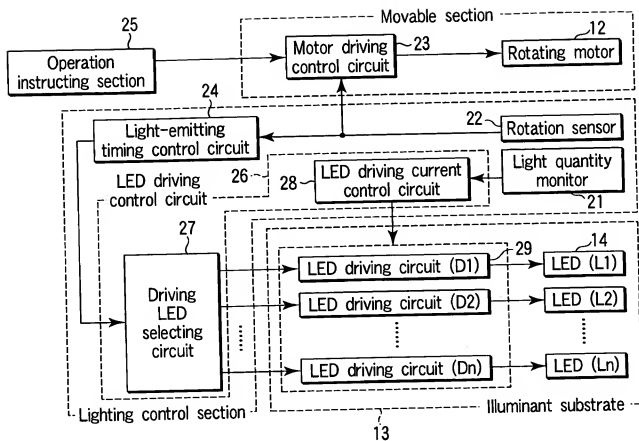 Movable section
25
Operation
instructing section
Motor driving
control circuit
23
12
Rotating motor
24
Light-emitting
timing control circuit
22
Rotation sensor
LED driving
control circuit
26
28
LED driving current
control circuit
Light quantity
monitor
21
27
Driving
LED
selecting
circuit
LED driving circuit (D1)
29
14
LED (L1)
LED driving circuit (D2)
LED (L2)
LED driving circuit (Dn)
LED (Ln)
Lighting control section
13
Illuminant substrate